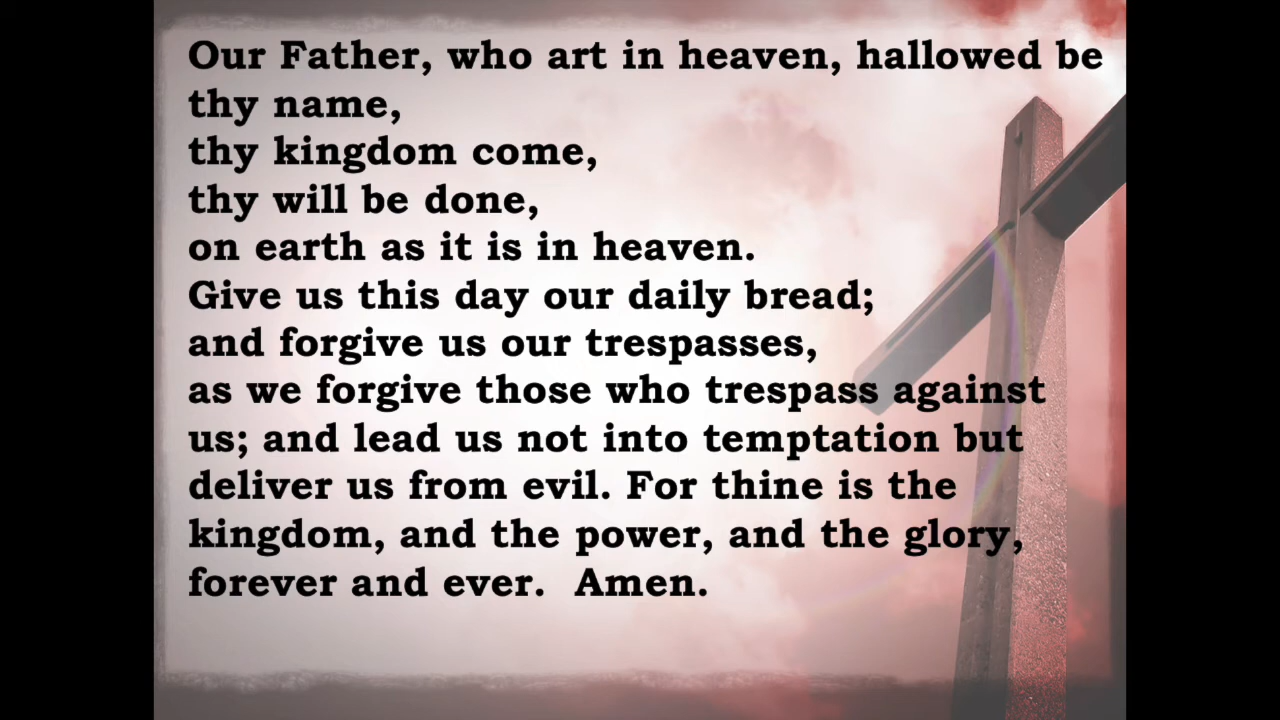 Our Father, who art in heaven, hallowed be
thy name,
thy kingdom come,
thy will be done,
on earth as it is in heaven.
Give us this day our daily bread;
and forgive us our trespasses,
as we forgive those who trespass against
us; and lead us not into temptation but
deliver us from evil. For thine is the
kingdom, and the power, and the glory,
forever and ever.  Amen.